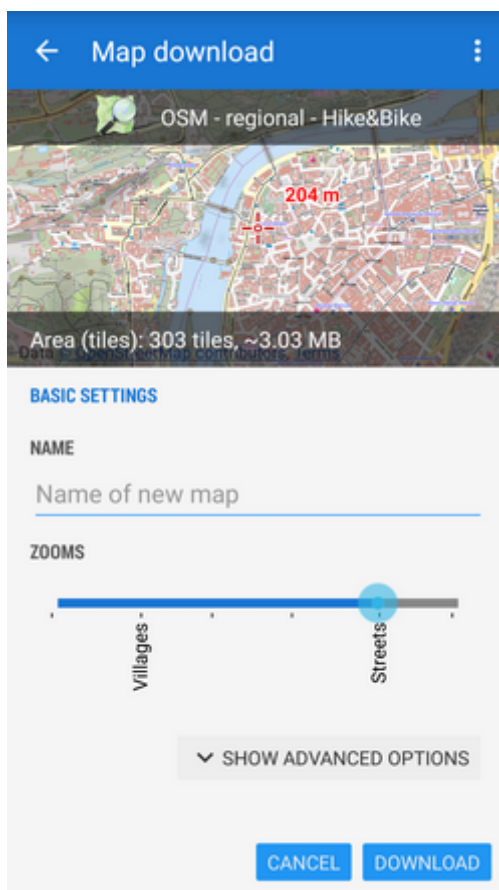 Map download
OSM - regional - Hike&Bike
204 m
Area (tiles): 303 tiles, ~3.03 MB
Data © OpenStreetMap contributors, Terms
BASIC SETTINGS
NAME
Name of new map
ZOOMS
Villages
Streets
SHOW ADVANCED OPTIONS
CANCEL
DOWNLOAD